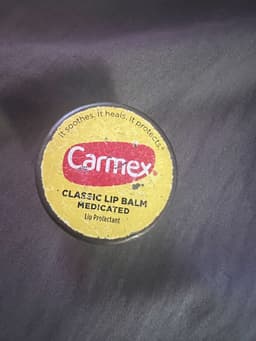 It soothes, it heals, it protects.
Carmex
CLASSIC LIP BALM
MEDICATED
Lip Protectant